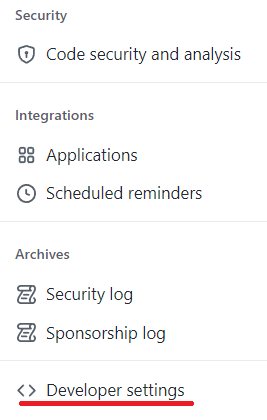 Security
Code security and analysis
Integrations
Applications
Scheduled reminders
Archives
Security log
Sponsorship log
Developer settings